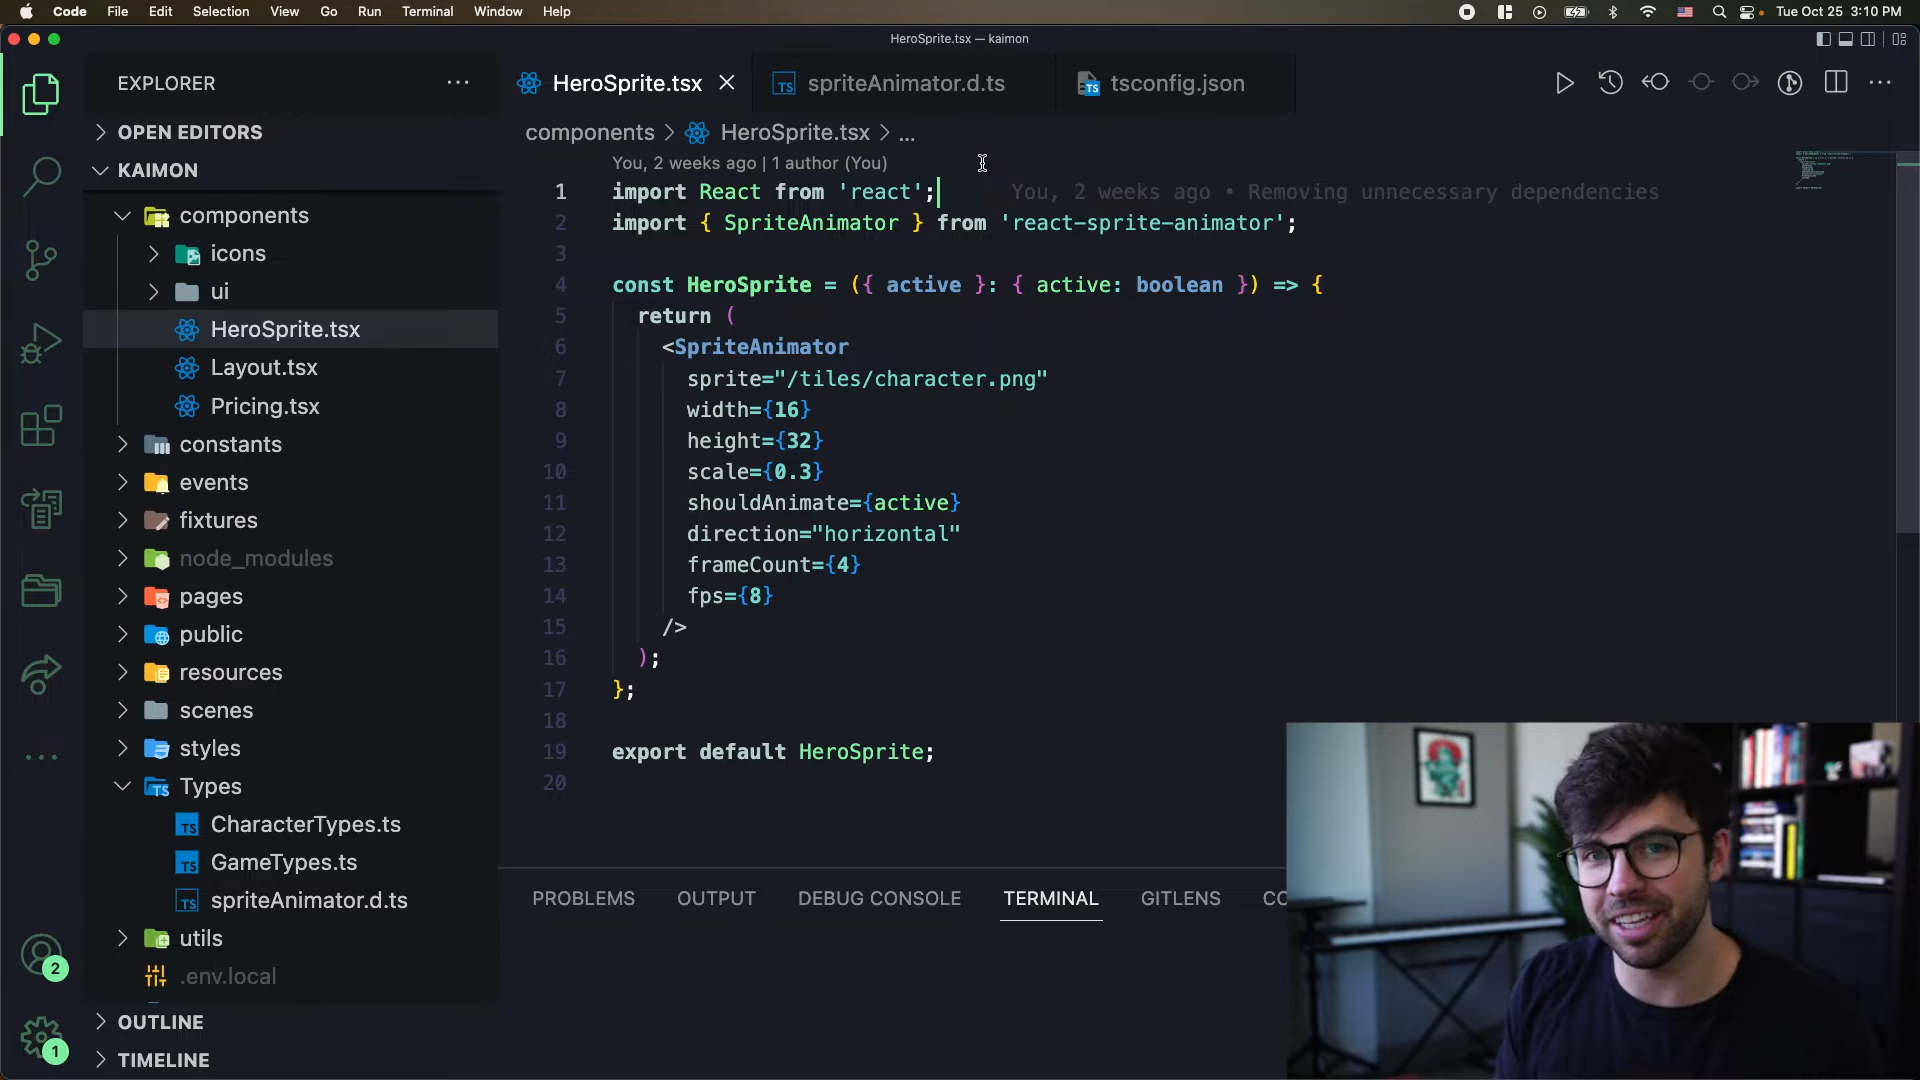 Code File Edit Selection View Go Run Terminal Window Help Tue Oct 25 3:10 PM
HeroSprite.tsx — kaimon
EXPLORER
HeroSprite.tsx
spriteAnimator.d.ts
tsconfig.json
OPEN EDITORS
KAIMON
components
icons
ui
HeroSprite.tsx
Layout.tsx
Pricing.tsx
constants
events
fixtures
node_modules
pages
public
resources
scenes
styles
Types
CharacterTypes.ts
GameTypes.ts
spriteAnimator.d.ts
utils
.env.local
OUTLINE
TIMELINE
2
1
components > HeroSprite.tsx > ...
You, 2 weeks ago | 1 author (You)
1 import React from 'react'; You, 2 weeks ago • Removing unnecessary dependencies
2 import { SpriteAnimator } from 'react-sprite-animator';
3
4 const HeroSprite = ({ active }: { active: boolean }) => {
5 return (
6 <SpriteAnimator
7 sprite="/tiles/character.png"
8 width={16}
9 height={32}
10 scale={0.3}
11 shouldAnimate={active}
12 direction="horizontal"
13 frameCount={4}
14 fps={8}
15 />
16 );
17 };
18
19 export default HeroSprite;
20
PROBLEMS OUTPUT DEBUG CONSOLE TERMINAL GITLENS